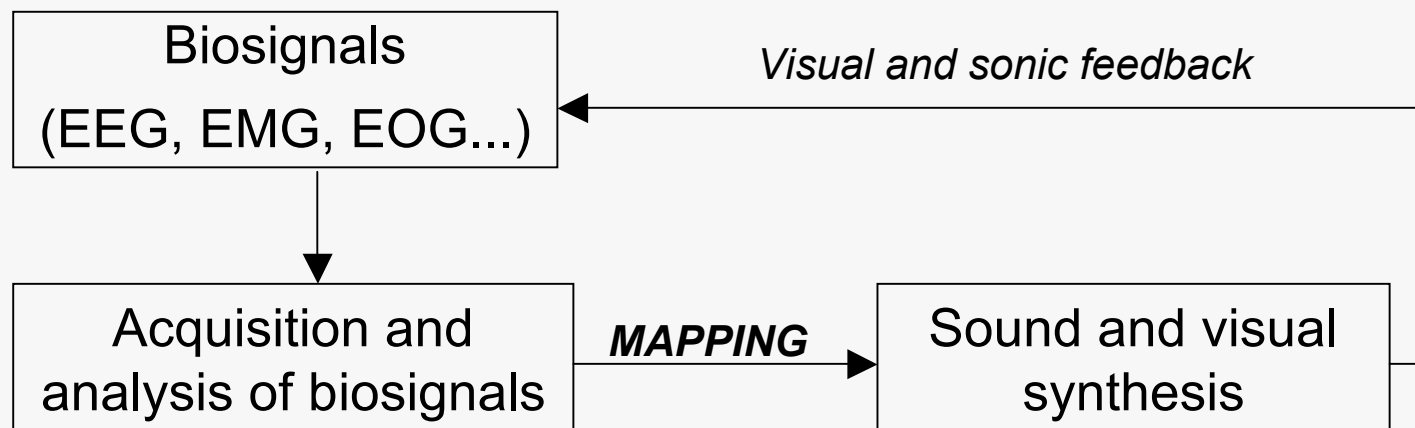 Biosignals
(EEG, EMG, EOG...)
Visual and sonic feedback
Acquisition and
analysis of biosignals
MAPPING
Sound and visual
synthesis